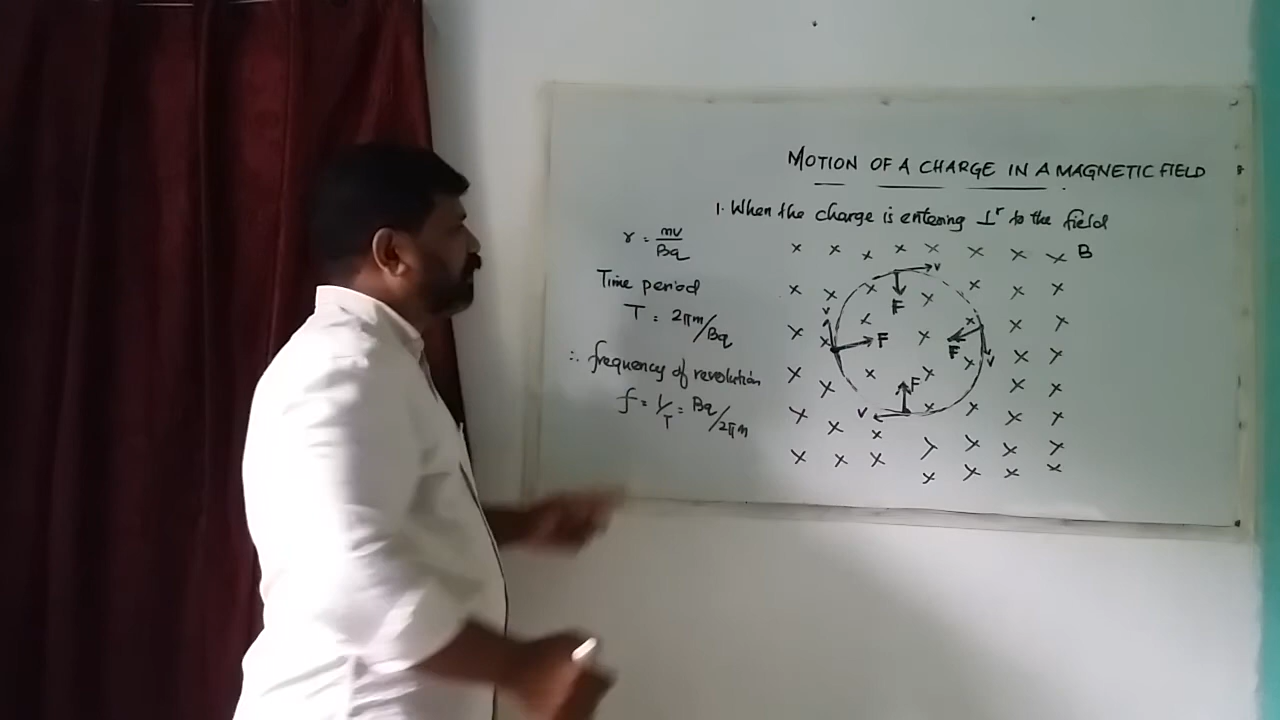 MOTION OF A CHARGE IN A MAGNETIC FIELD
1. When the charge is entering ⊥ʳ to the field
r = mv/Bq
Time period
T = 2πm/Bq
∴ frequency of revolution
f = 1/T = Bq/2πm
× × × × × × × × B
v
F
v
F
F
v
F
v